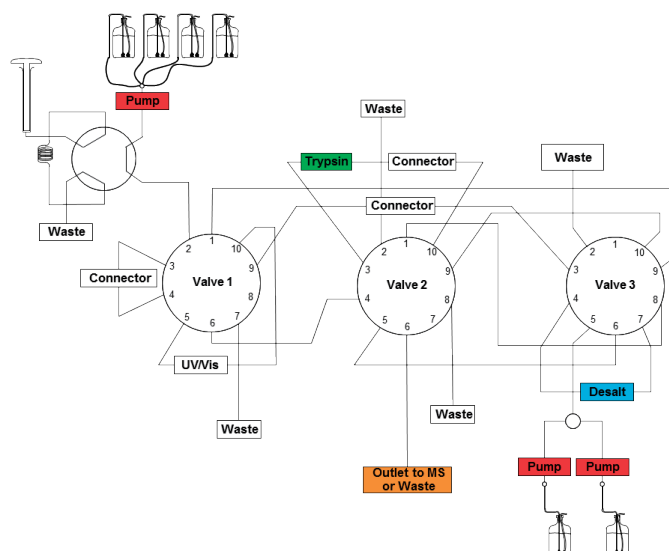 Pump
Waste
Trypsin
Connector
Waste
Waste
Connector
1
2
10
3
9
Connector
Valve 1
4
8
5
7
6
UV/Vis
Waste
1
2
10
3
9
Valve 2
4
8
5
7
6
Waste
Outlet to MS
or Waste
1
2
10
3
9
Valve 3
4
8
5
7
6
Desalt
Pump
Pump